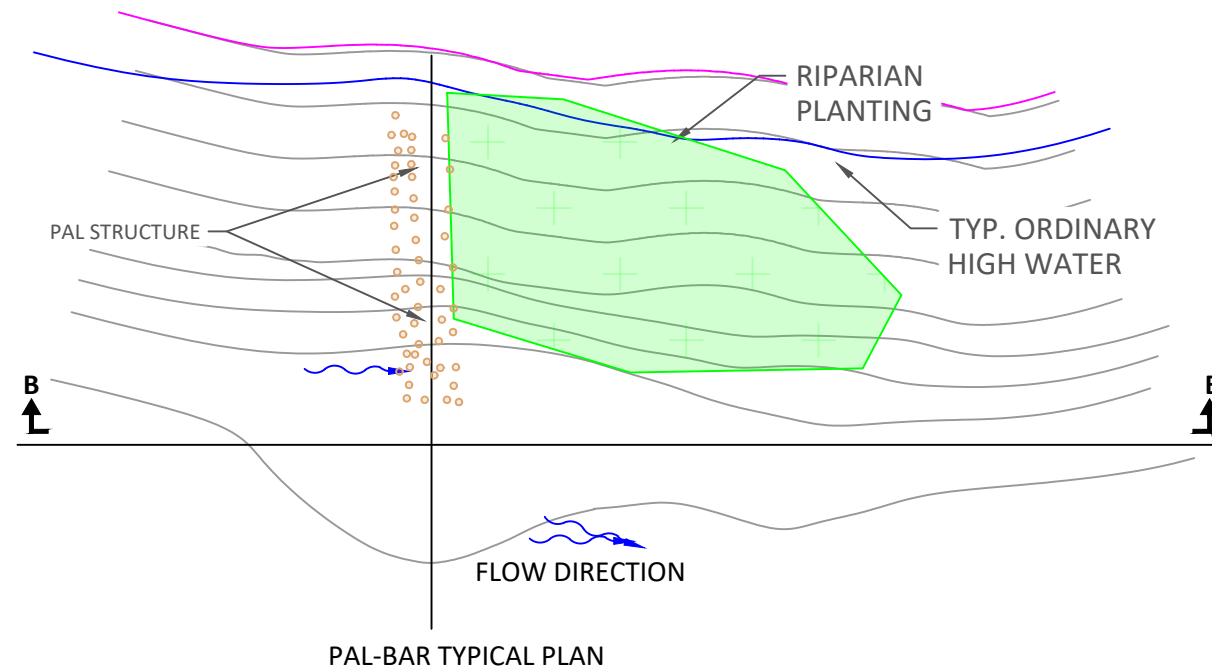 RIPARIAN
PLANTING
PAL STRUCTURE
TYP. ORDINARY
HIGH WATER
B
FLOW DIRECTION
PAL-BAR TYPICAL PLAN